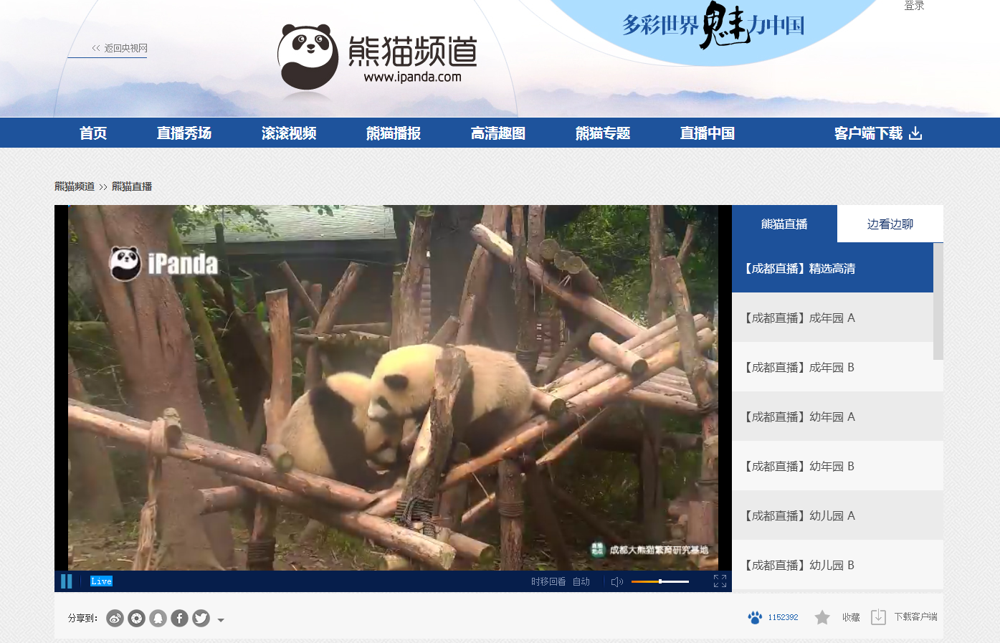 登录
多彩世界魅力中国
返回央视网
熊猫频道
www.ipanda.com
首页 直播秀场 滚滚视频 熊猫播报 高清趣图 熊猫专题 直播中国 客户端下载
熊猫频道 >> 熊猫直播
熊猫直播 边看边聊
iPanda
【成都直播】精选高清
【成都直播】成年园 A
【成都直播】成年园 B
【成都直播】幼年园 A
【成都直播】幼年园 B
【成都直播】幼儿园 A
【成都直播】幼儿园 B
成都大熊猫繁育研究基地
Live 时移回看 自动
分享到: 1152392 收藏 下载客户端